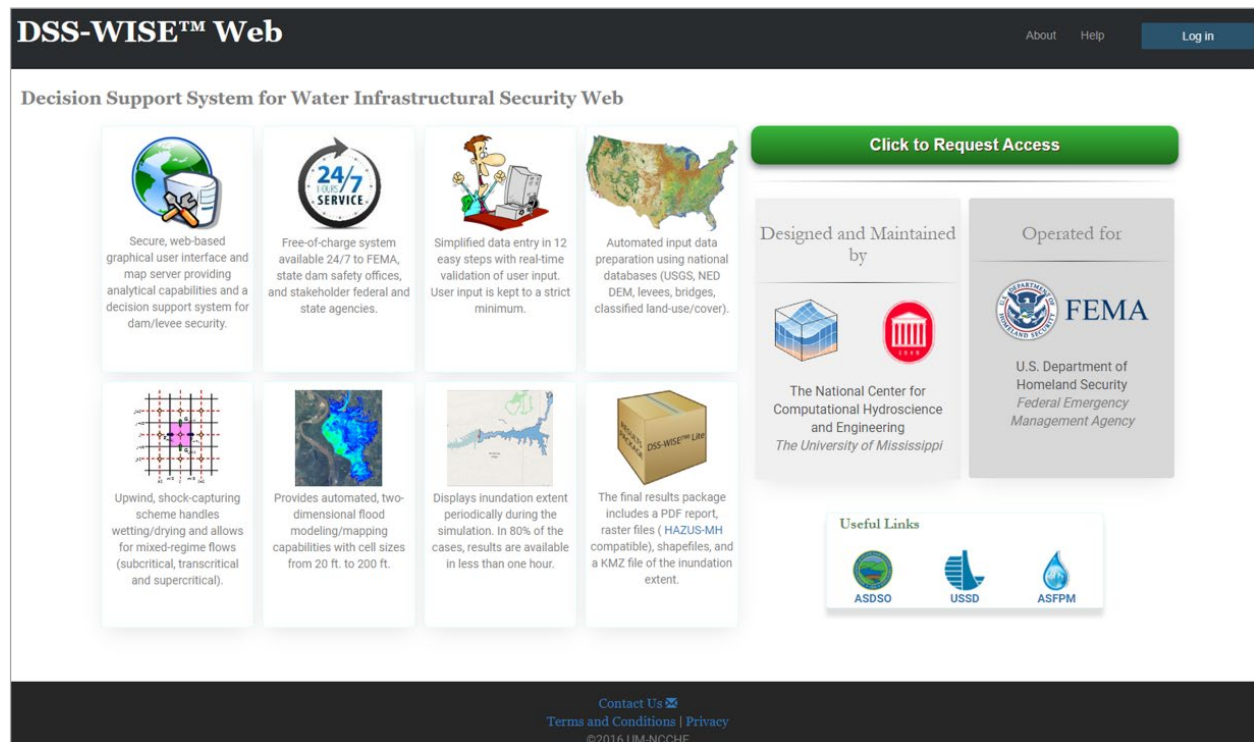 DSS-WISE™ Web
About
Help
Log in
Decision Support System for Water Infrastructural Security Web
Secure, web-based
graphical user interface and
map server providing
analytical capabilities and a
decision support system for
dam/levee security.
24/7
HOURS
SERVICE
Free-of-charge system
available 24/7 to FEMA,
state dam safety offices,
and stakeholder federal and
state agencies.
Simplified data entry in 12
easy steps with real-time
validation of user input.
User input is kept to a strict
minimum.
Automated input data
preparation using national
databases (USGS, NED
DEM, levees, bridges,
classified land-use/cover).
Upwind, shock-capturing
scheme handles
wetting/drying and allows
for mixed-regime flows
(subcritical, transcritical
and supercritical).
Provides automated, two-
dimensional flood
modeling/mapping
capabilities with cell sizes
from 20 ft. to 200 ft.
Displays inundation extent
periodically during the
simulation. In 80% of the
cases, results are available
in less than one hour.
RESULTS
PACKAGE
DSS-WISE™ Lite
The final results package
includes a PDF report,
raster files ( HAZUS-MH
compatible), shapefiles, and
a KMZ file of the inundation
extent.
Click to Request Access
Designed and Maintained
by
1848
The National Center for
Computational Hydroscience
and Engineering
The University of Mississippi
Operated for
U.S. DEPARTMENT OF
HOMELAND SECURITY
FEMA
U.S. Department of
Homeland Security
Federal Emergency
Management Agency
Useful Links
ASDSO
USSD
ASFPM
Contact Us
Terms and Conditions | Privacy
©2016 UM-NCCHE